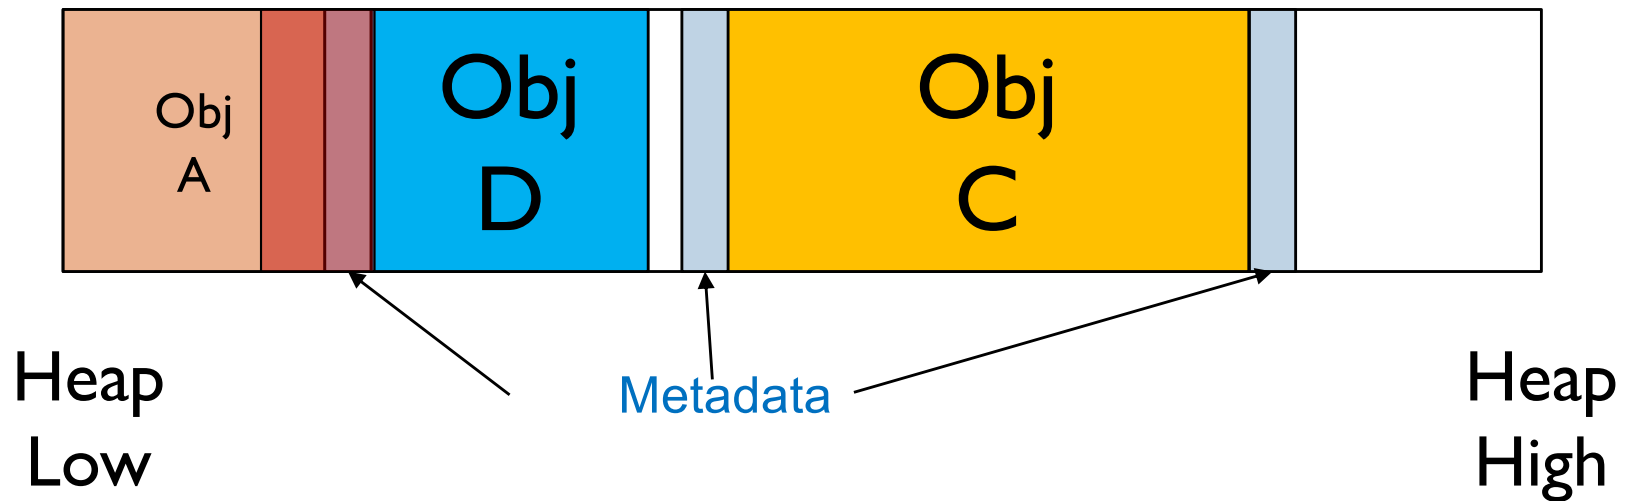 Obj
A
Obj
D
Obj
C
Heap
Low
Metadata
Heap
High